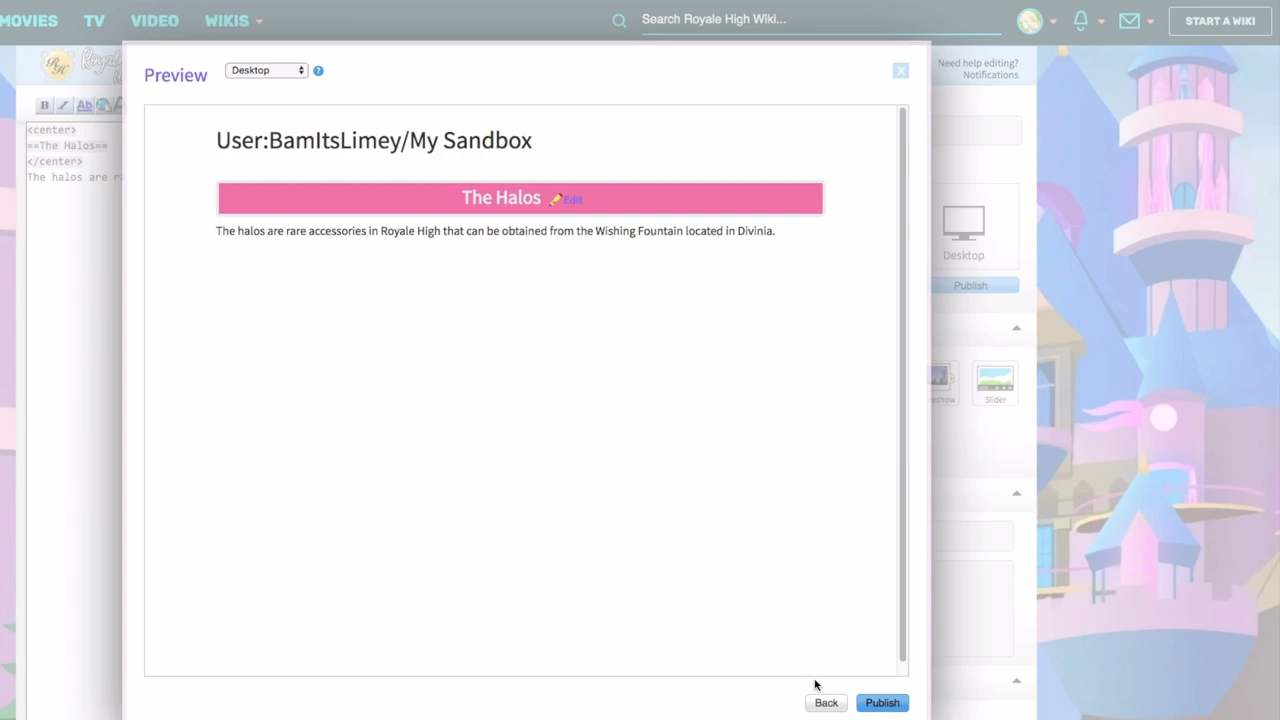 MOVIES TV VIDEO WIKIS Search Royale High Wiki... START A WIKI
Need help editing?
Notifications
Preview Desktop ?
B Ab
<center>
==The Halos==
</center>
The halos are ra
User:BamItsLimey/My Sandbox
The Halos Edit
The halos are rare accessories in Royale High that can be obtained from the Wishing Fountain located in Divinia.
Desktop
Publish
Slider
Back Publish